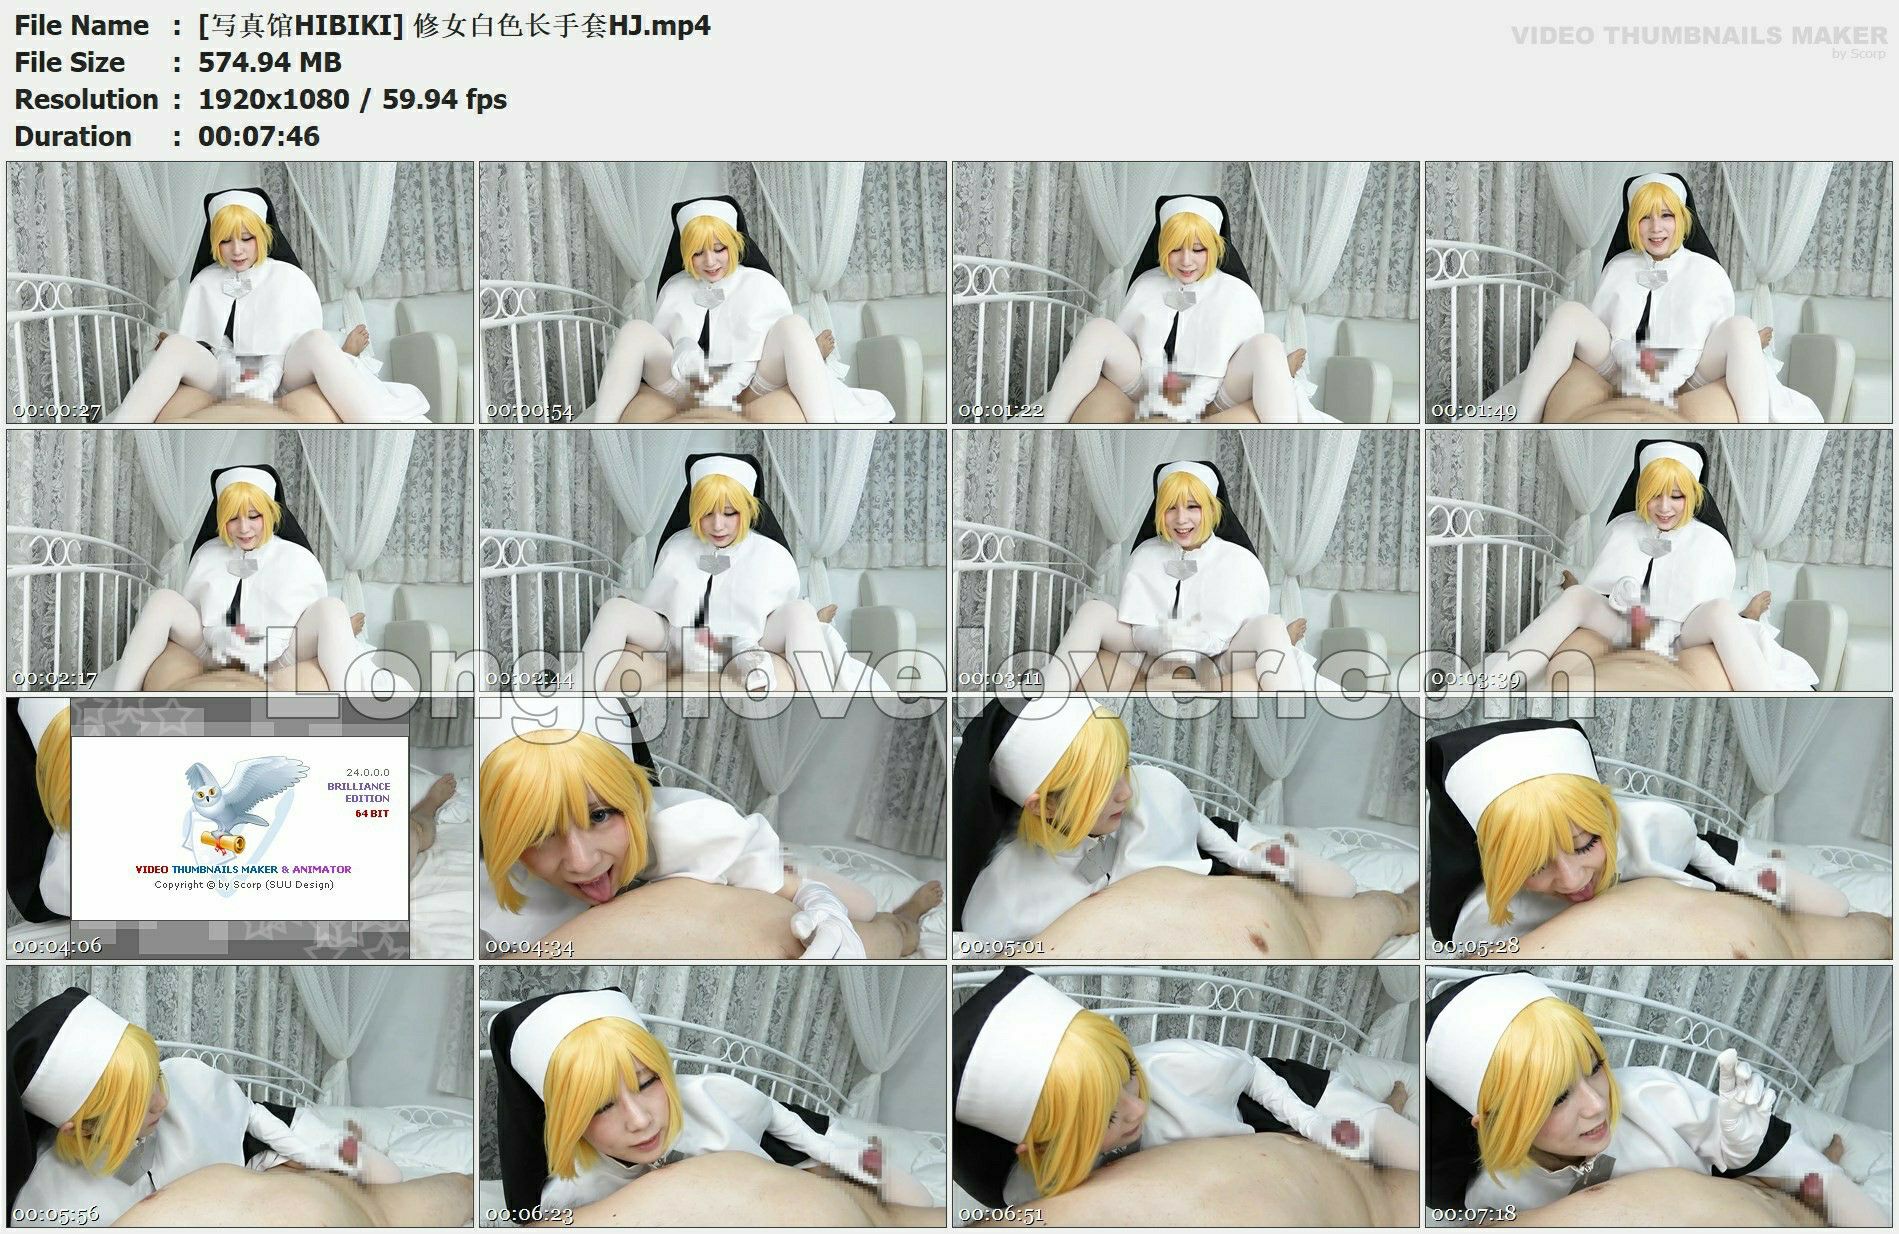 File Name : [写真馆HIBIKI] 修女白色长手套HJ.mp4
VIDEO THUMBNAILS MAKER
by Scorp
File Size : 574.94 MB
Resolution : 1920x1080 / 59.94 fps
Duration : 00:07:46
00:00:27
00:00:54
00:01:22
00:01:49
00:02:17
00:02:44
00:03:11
00:03:39
Longglovelover.com
24.0.0.0
BRILLIANCE
EDITION
64 BIT
VIDEO THUMBNAILS MAKER & ANIMATOR
Copyright © by Scorp (SUU Design)
00:04:06
00:04:34
00:05:01
00:05:28
00:05:56
00:06:23
00:06:51
00:07:18